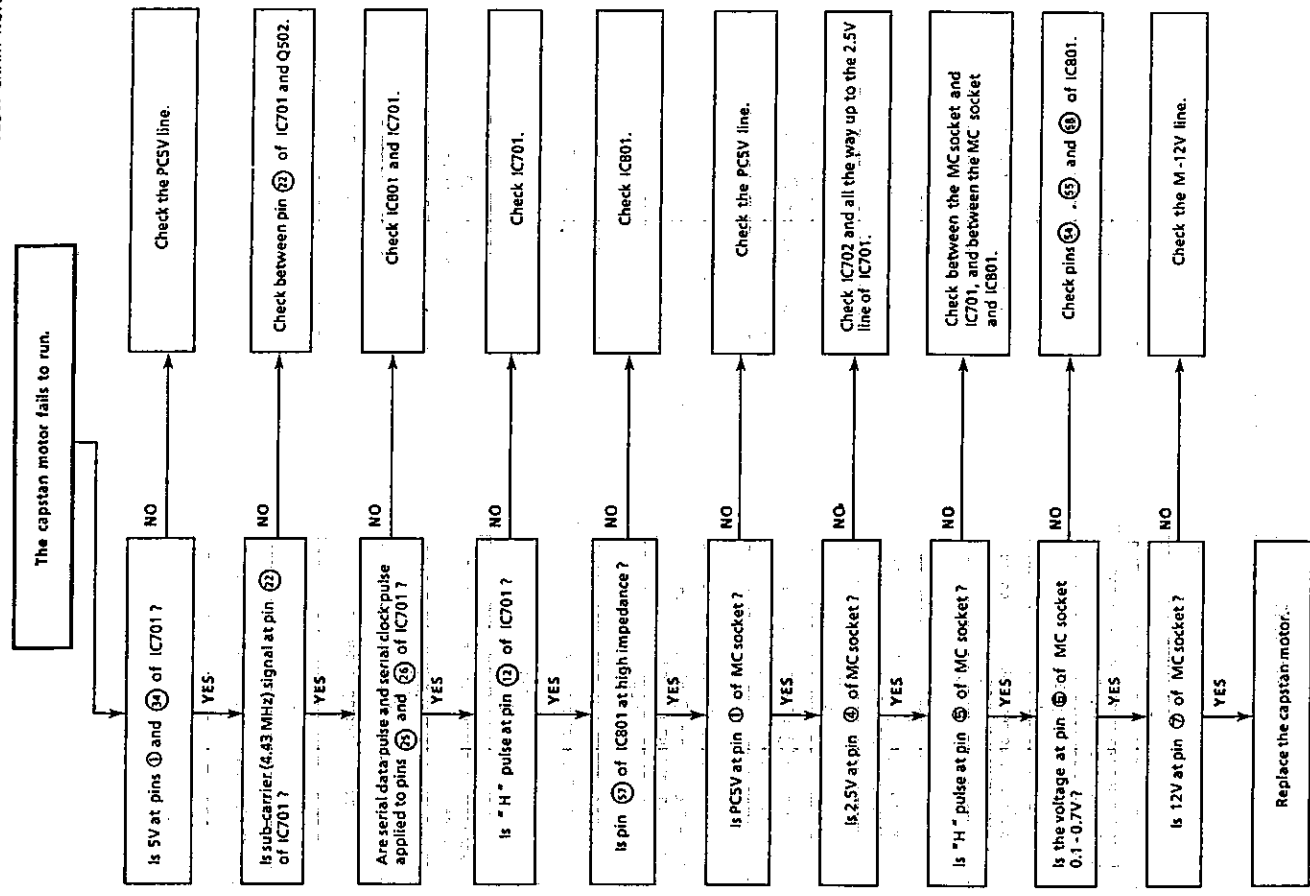 The capstan motor fails to run.
Is 5V at pins ① and ㉞ of IC701 ?
NO
Check the PC5V line.
YES
Is sub-carrier (4.43 MHz) signal at pin ㉒
of IC701 ?
NO
Check between pin ㉒ of IC701 and Q502.
YES
Are serial data pulse and serial clock pulse
applied to pins ㉕ and ㉖ of IC701 ?
NO
Check IC801 and IC701.
YES
Is "H" pulse at pin ⑫ of IC701 ?
NO
Check IC701.
YES
Is pin 57 of IC801 at high impedance ?
NO
Check IC801.
YES
Is PC5V at pin ① of MC socket ?
NO
Check the PC5V line.
YES
Is 2.5V at pin ④ of MC socket ?
NO
Check IC702 and all the way up to the 2.5V
line of IC701.
YES
Is "H" pulse at pin ⑤ of MC socket ?
NO
Check between the MC socket and
IC701, and between the MC socket
and IC801.
YES
Is the voltage at pin ⑥ of MC socket
0.1 - 0.7V ?
NO
Check pins 54 , 55 and 58 of IC801.
YES
Is 12V at pin ⑦ of MC socket ?
NO
Check the M-12V line.
YES
Replace the capstan motor.